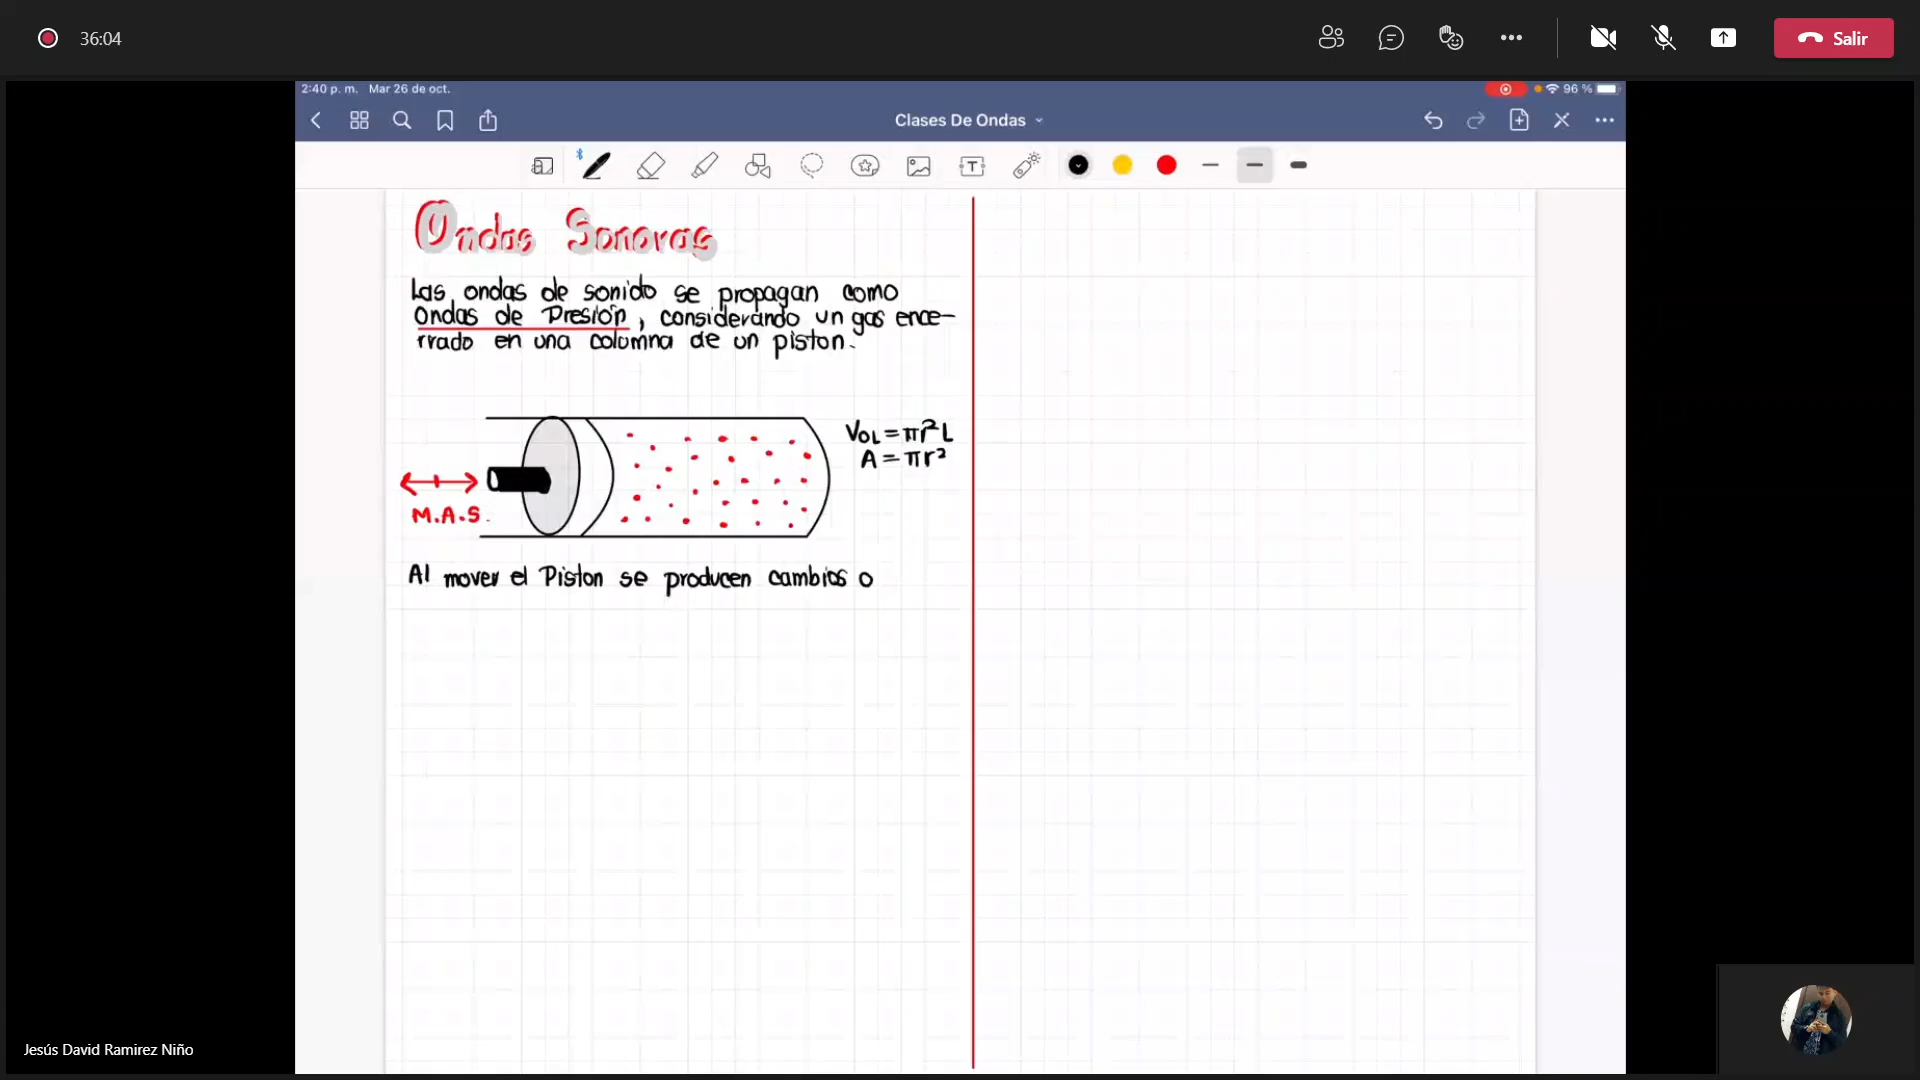 36:04
Salir
2:40 p. m. Mar 26 de oct.
96 %
Clases De Ondas
Ondas Sonoras
Las ondas de sonido se propagan como
Ondas de Presión, considerando un gas ence-
rrado en una columna de un piston.
Vol = πr²L
A = πr²
M.A.S.
Al mover el Piston se producen cambios o
Jesús David Ramirez Niño